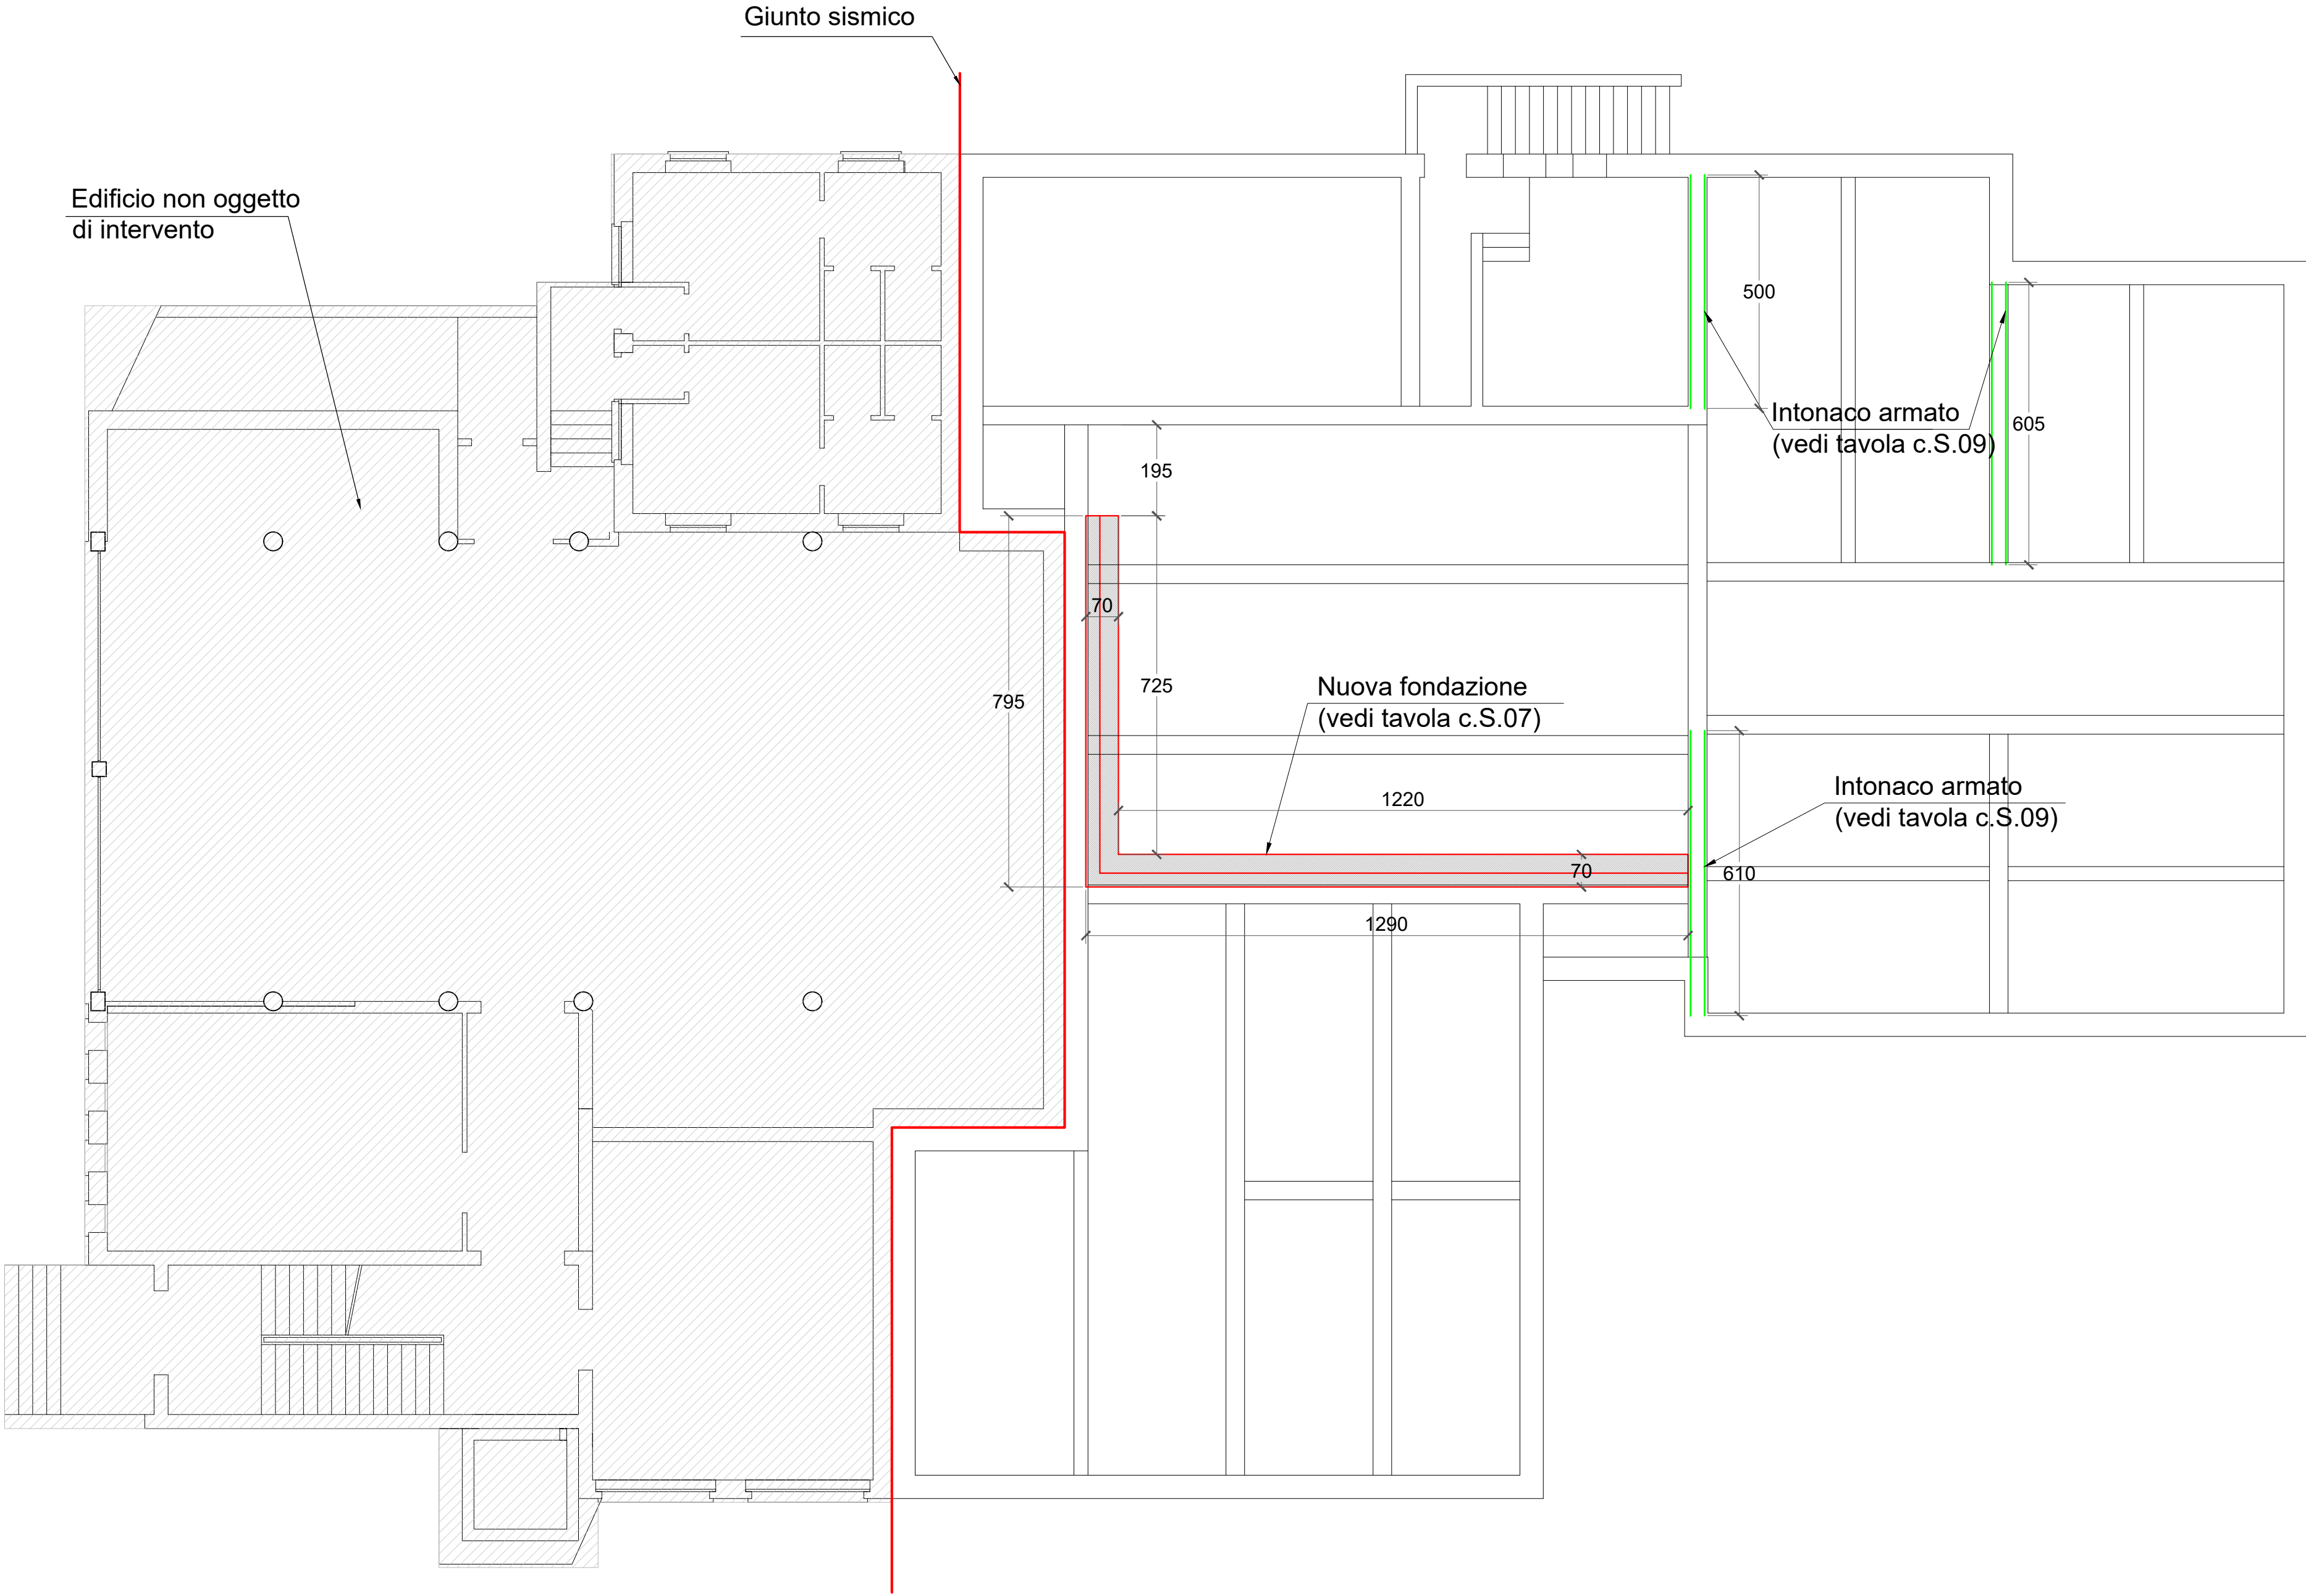 Giunto sismico
Edificio non oggetto
di intervento
500
Intonaco armato
(vedi tavola c.S.09)
605
195
70
795
725
Nuova fondazione
(vedi tavola c.S.07)
1220
Intonaco armato
(vedi tavola c.S.09)
70
610
1290